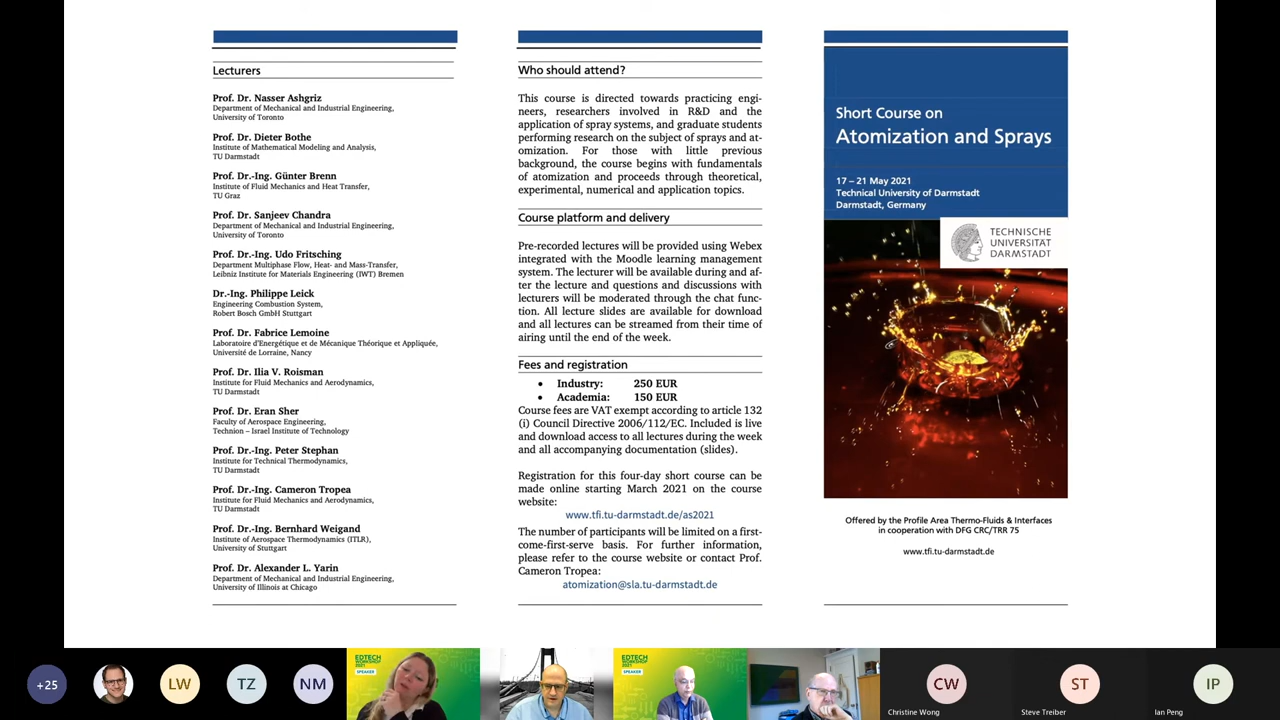 Lecturers
Prof. Dr. Nasser Ashgriz
Department of Mechanical and Industrial Engineering,
University of Toronto
Prof. Dr. Dieter Bothe
Institute of Mathematical Modeling and Analysis,
TU Darmstadt
Prof. Dr.-Ing. Günter Brenn
Institute of Fluid Mechanics and Heat Transfer,
TU Graz
Prof. Dr. Sanjeev Chandra
Department of Mechanical and Industrial Engineering,
University of Toronto
Prof. Dr.-Ing. Udo Fritsching
Department Multiphase Flow, Heat- and Mass-Transfer,
Leibniz Institute for Materials Engineering (IWT) Bremen
Dr.-Ing. Philippe Leick
Engineering Combustion System,
Robert Bosch GmbH Stuttgart
Prof. Dr. Fabrice Lemoine
Laboratoire d'Energétique et de Mécanique Théorique et Appliquée,
Université de Lorraine, Nancy
Prof. Dr. Ilia V. Roisman
Institute for Fluid Mechanics and Aerodynamics,
TU Darmstadt
Prof. Dr. Eran Sher
Faculty of Aerospace Engineering,
Technion – Israel Institute of Technology
Prof. Dr.-Ing. Peter Stephan
Institute for Technical Thermodynamics,
TU Darmstadt
Prof. Dr.-Ing. Cameron Tropea
Institute for Fluid Mechanics and Aerodynamics,
TU Darmstadt
Prof. Dr.-Ing. Bernhard Weigand
Institute of Aerospace Thermodynamics (ITLR),
University of Stuttgart
Prof. Dr. Alexander L. Yarin
Department of Mechanical and Industrial Engineering,
University of Illinois at Chicago
Who should attend?
This course is directed towards practicing engi-
neers, researchers involved in R&D and the
application of spray systems, and graduate students
performing research on the subject of sprays and at-
omization. For those with little previous
background, the course begins with fundamentals
of atomization and proceeds through theoretical,
experimental, numerical and application topics.
Course platform and delivery
Pre-recorded lectures will be provided using Webex
integrated with the Moodle learning management
system. The lecturer will be available during and af-
ter the lecture and questions and discussions with
lecturers will be moderated through the chat func-
tion. All lecture slides are available for download
and all lectures can be streamed from their time of
airing until the end of the week.
Fees and registration
• Industry: 250 EUR
• Academia: 150 EUR
Course fees are VAT exempt according to article 132
(i) Council Directive 2006/112/EC. Included is live
and download access to all lectures during the week
and all accompanying documentation (slides).
Registration for this four-day short course can be
made online starting March 2021 on the course
website:
www.tfi.tu-darmstadt.de/as2021
The number of participants will be limited on a first-
come-first-serve basis. For further information,
please refer to the course website or contact Prof.
Cameron Tropea:
atomization@sla.tu-darmstadt.de
Short Course on
Atomization and Sprays
17 – 21 May 2021
Technical University of Darmstadt
Darmstadt, Germany
TECHNISCHE
UNIVERSITÄT
DARMSTADT
Offered by the Profile Area Thermo-Fluids & Interfaces
in cooperation with DFG CRC/TRR 75
www.tfi.tu-darmstadt.de
+25
LW
TZ
NM
EDTECH
WORKSHOP
2021
SPEAKER
EDTECH
WORKSHOP
2021
SPEAKER
CW
Christine Wong
ST
Steve Treiber
IP
Ian Peng